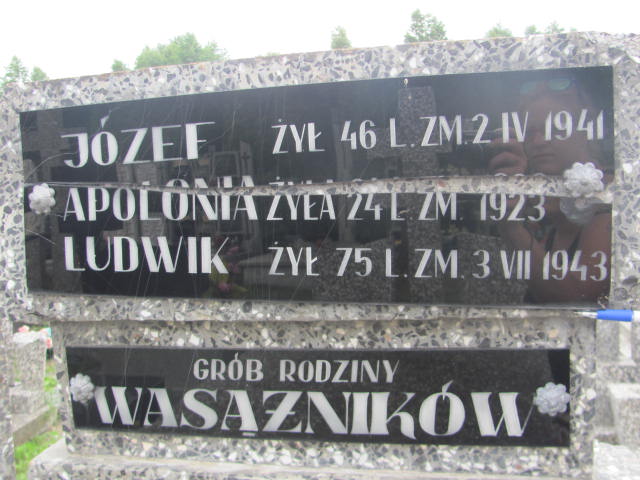 JÓZEF ŻYŁ 46 L. ZM. 2 IV 1941
APOLONIA ŻYŁA 24 L. ZM. 1923
LUDWIK ŻYŁ 75 L. ZM. 3 VII 1943
GRÓB RODZINY
WASAŹNIKÓW